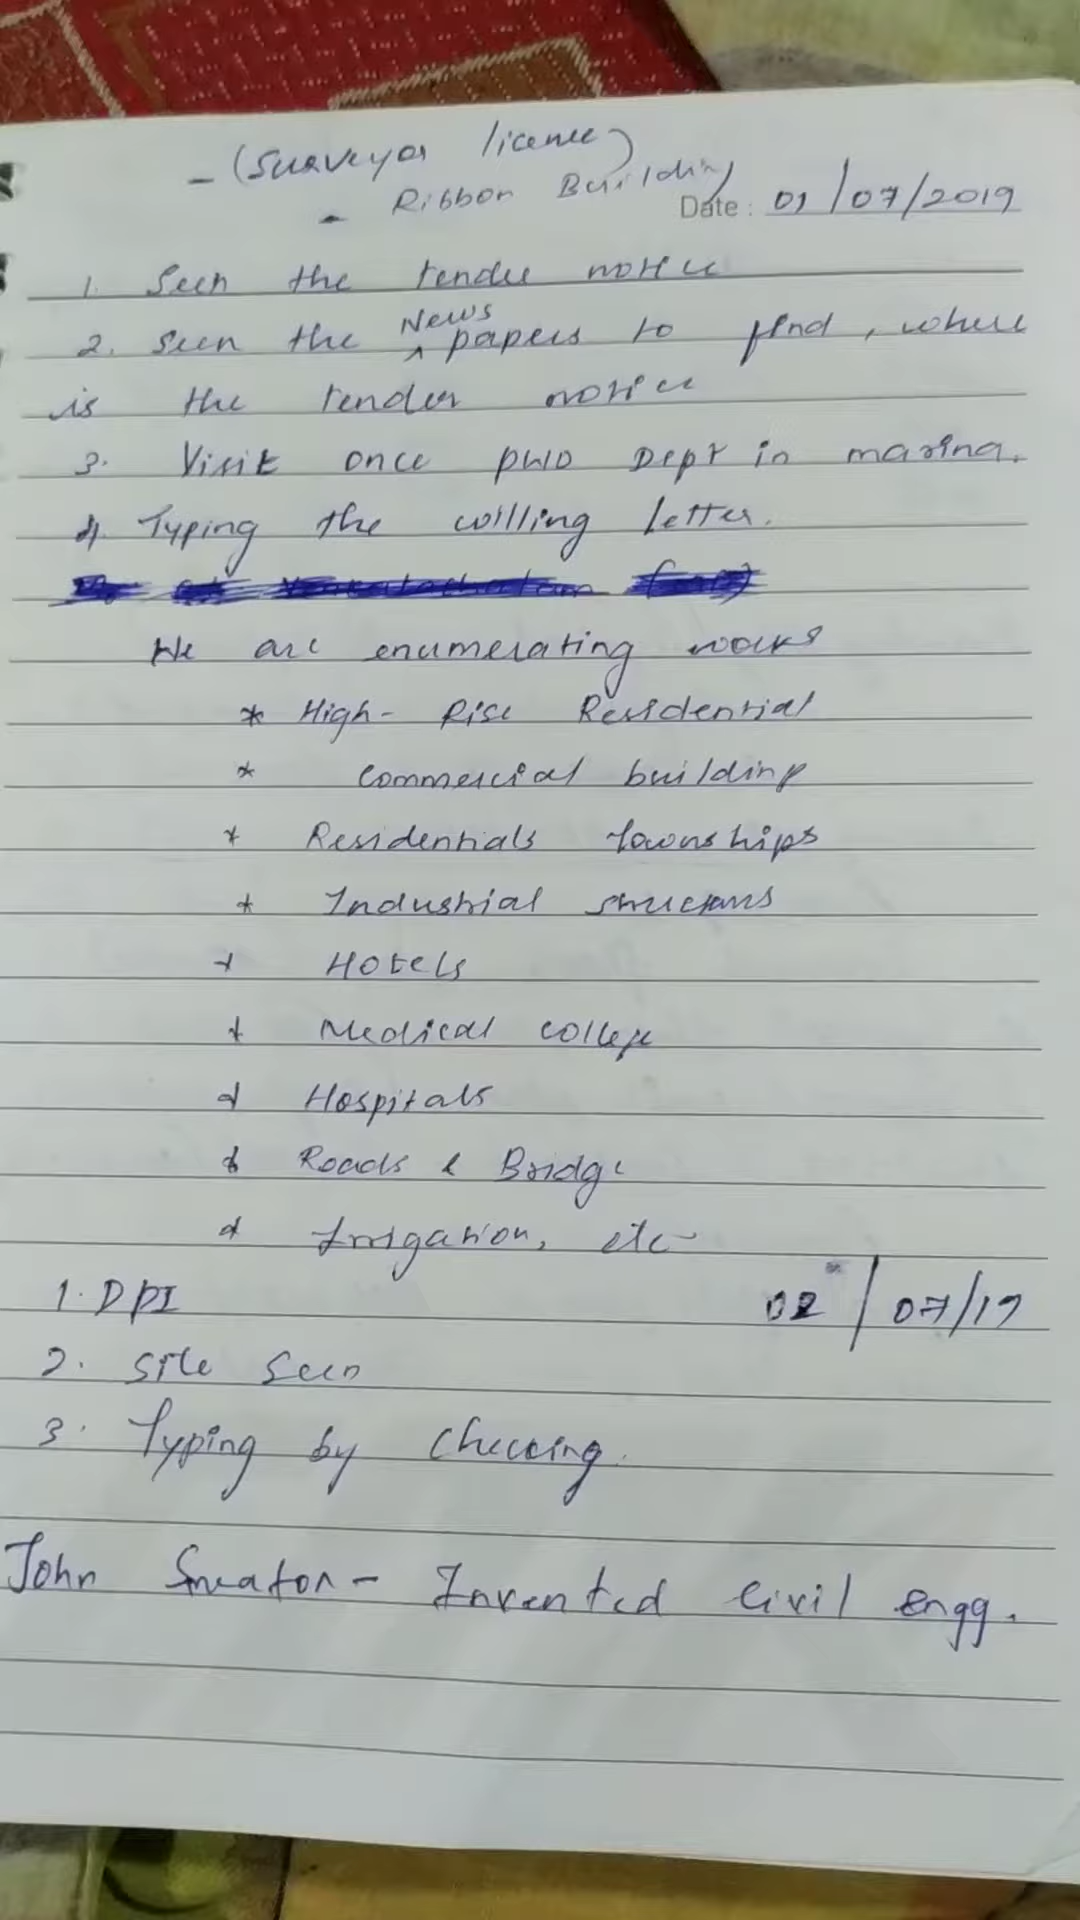 - (Surveyor licence)
- Ribbon Building
Date: 01/07/2019
1. Seen the tender notice
2. Seen the News papers to find, where
is the tender notice
3. Visit once PWD Dept in marina.
4. Typing the willing letter.
We are enumerating works
* High-Rise Residential
* Commercial building
* Residentials townships
* Industrial structures
* Hotels
* Medical college
* Hospitals
* Roads & Bridge
* Irrigation, etc
1. DPI 02/07/19
2. Site Seen
3. Typing by checking.
John Smeaton - Invented Civil engg.